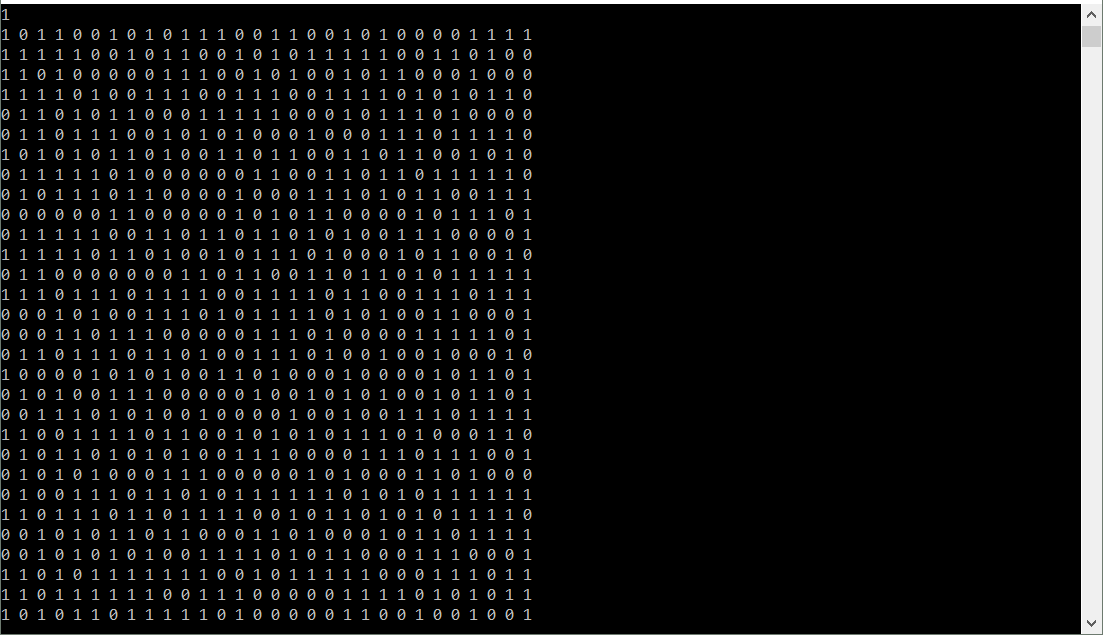 1
1 0 1 1 0 0 1 0 1 0 1 1 1 0 0 1 1 0 0 1 0 1 0 0 0 0 1 1 1 1
1 1 1 1 1 0 0 1 0 1 1 0 0 1 0 1 0 1 1 1 1 1 0 0 1 1 0 1 0 0
1 1 0 1 0 0 0 0 0 1 1 1 0 0 1 0 1 0 0 1 0 1 1 0 0 0 1 0 0 0
1 1 1 1 0 1 0 0 1 1 1 0 0 1 1 1 0 0 1 1 1 1 0 1 0 1 0 1 1 0
0 1 1 0 1 0 1 1 0 0 0 1 1 1 1 1 0 0 0 1 0 1 1 1 0 1 0 0 0 0
0 1 1 0 1 1 1 0 0 1 0 1 0 1 0 0 0 1 0 0 0 1 1 1 0 1 1 1 1 0
1 0 1 0 1 0 1 1 0 1 0 0 1 1 0 1 1 0 0 1 1 0 1 1 0 0 1 0 1 0
0 1 1 1 1 1 0 1 0 0 0 0 0 0 1 1 0 0 1 1 0 1 1 0 1 1 1 1 1 0
0 1 0 1 1 1 0 1 1 0 0 0 0 1 0 0 0 1 1 1 0 1 0 1 1 0 0 1 1 1
0 0 0 0 0 0 1 1 0 0 0 0 0 1 0 1 0 1 1 0 0 0 0 1 0 1 1 1 0 1
0 1 1 1 1 1 0 0 1 1 0 1 1 0 1 1 0 1 0 1 0 0 1 1 1 0 0 0 0 1
1 1 1 1 1 0 1 1 0 1 0 0 1 0 1 1 1 0 1 0 0 0 1 0 1 1 0 0 1 0
0 1 1 0 0 0 0 0 0 0 1 1 0 1 1 0 0 1 1 0 1 1 0 1 0 1 1 1 1 1
1 1 1 0 1 1 1 0 1 1 1 1 0 0 1 1 1 1 0 1 1 0 0 1 1 1 0 1 1 1
0 0 0 1 0 1 0 0 1 1 1 0 1 0 1 1 1 1 0 1 0 1 0 0 1 1 0 0 0 1
0 0 0 1 1 0 1 1 1 0 0 0 0 0 1 1 1 0 1 0 0 0 0 1 1 1 1 1 0 1
0 1 1 0 1 1 1 0 1 1 0 1 0 0 1 1 1 0 1 0 0 1 0 0 1 0 0 0 1 0
1 0 0 0 0 1 0 1 0 1 0 0 1 1 0 1 0 0 0 1 0 0 0 0 1 0 1 1 0 1
0 1 0 1 0 0 1 1 1 0 0 0 0 0 1 0 0 1 0 1 0 1 0 0 1 0 1 1 0 1
0 0 1 1 1 0 1 0 1 0 0 1 0 0 0 0 1 0 0 1 0 0 1 1 1 0 1 1 1 1
1 1 0 0 1 1 1 1 0 1 1 0 0 1 0 1 0 1 0 1 1 1 0 1 0 0 0 1 1 0
0 1 0 1 1 0 1 0 1 0 1 0 0 1 1 1 0 0 0 0 1 1 1 0 1 1 1 0 0 1
0 1 0 1 0 1 0 0 0 1 1 1 0 0 0 0 0 1 0 1 0 0 0 1 1 0 1 0 0 0
0 1 0 0 1 1 1 0 1 1 0 1 0 1 1 1 1 1 1 0 1 0 1 0 1 1 1 1 1 1
1 1 0 1 1 1 0 1 1 0 1 1 1 1 0 0 1 0 1 1 0 1 0 1 0 1 1 1 1 0
0 0 1 0 1 0 1 1 0 1 1 0 0 0 1 1 0 1 0 0 0 1 0 1 1 0 1 1 1 1
0 0 1 0 1 0 1 0 1 0 0 1 1 1 1 0 1 0 1 1 0 0 0 1 1 1 0 0 0 1
1 1 0 1 0 1 1 1 1 1 1 1 0 0 1 0 1 1 1 1 1 0 0 0 1 1 1 0 1 1
1 1 0 1 1 1 1 1 1 0 0 1 1 1 0 0 0 0 0 1 1 1 1 0 1 0 1 0 1 1
1 0 1 0 1 1 0 1 1 1 1 1 0 1 0 0 0 0 0 1 1 0 0 1 0 0 1 0 0 1